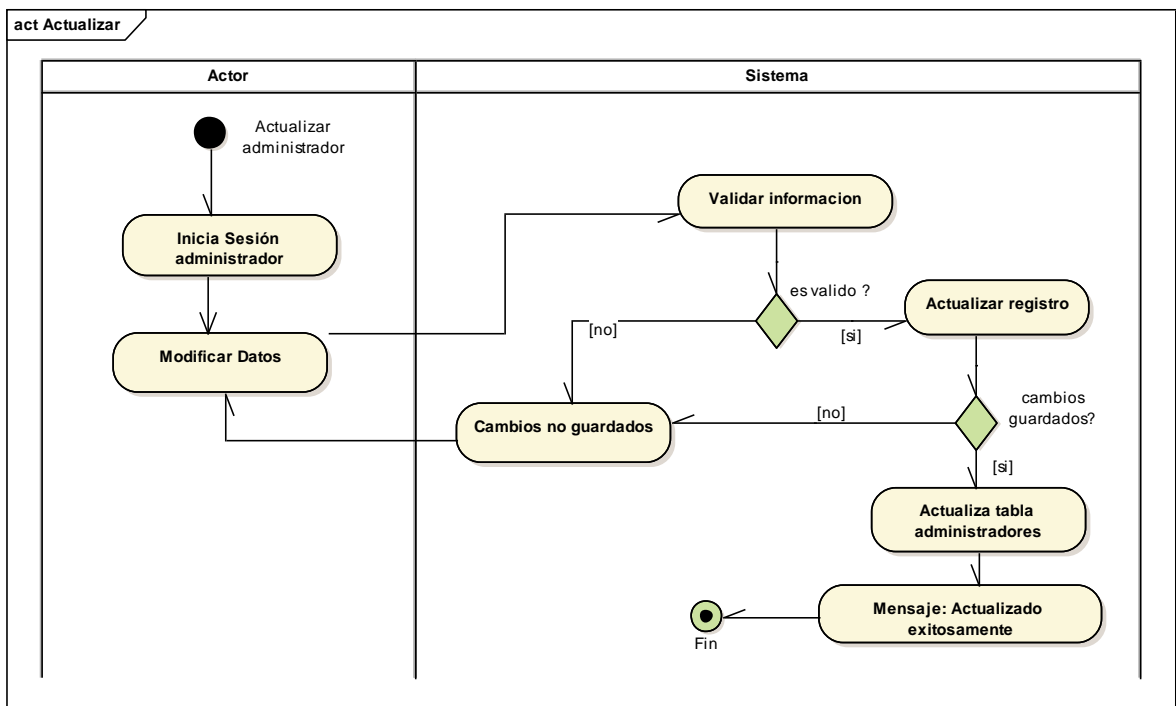 act Actualizar
Actor
Sistema
Actualizar
administrador
Inicia Sesión
administrador
Modificar Datos
Validar informacion
es valido ?
[no]
[si]
Actualizar registro
cambios
guardados?
[no]
Cambios no guardados
[si]
Actualiza tabla
administradores
Mensaje: Actualizado
exitosamente
Fin